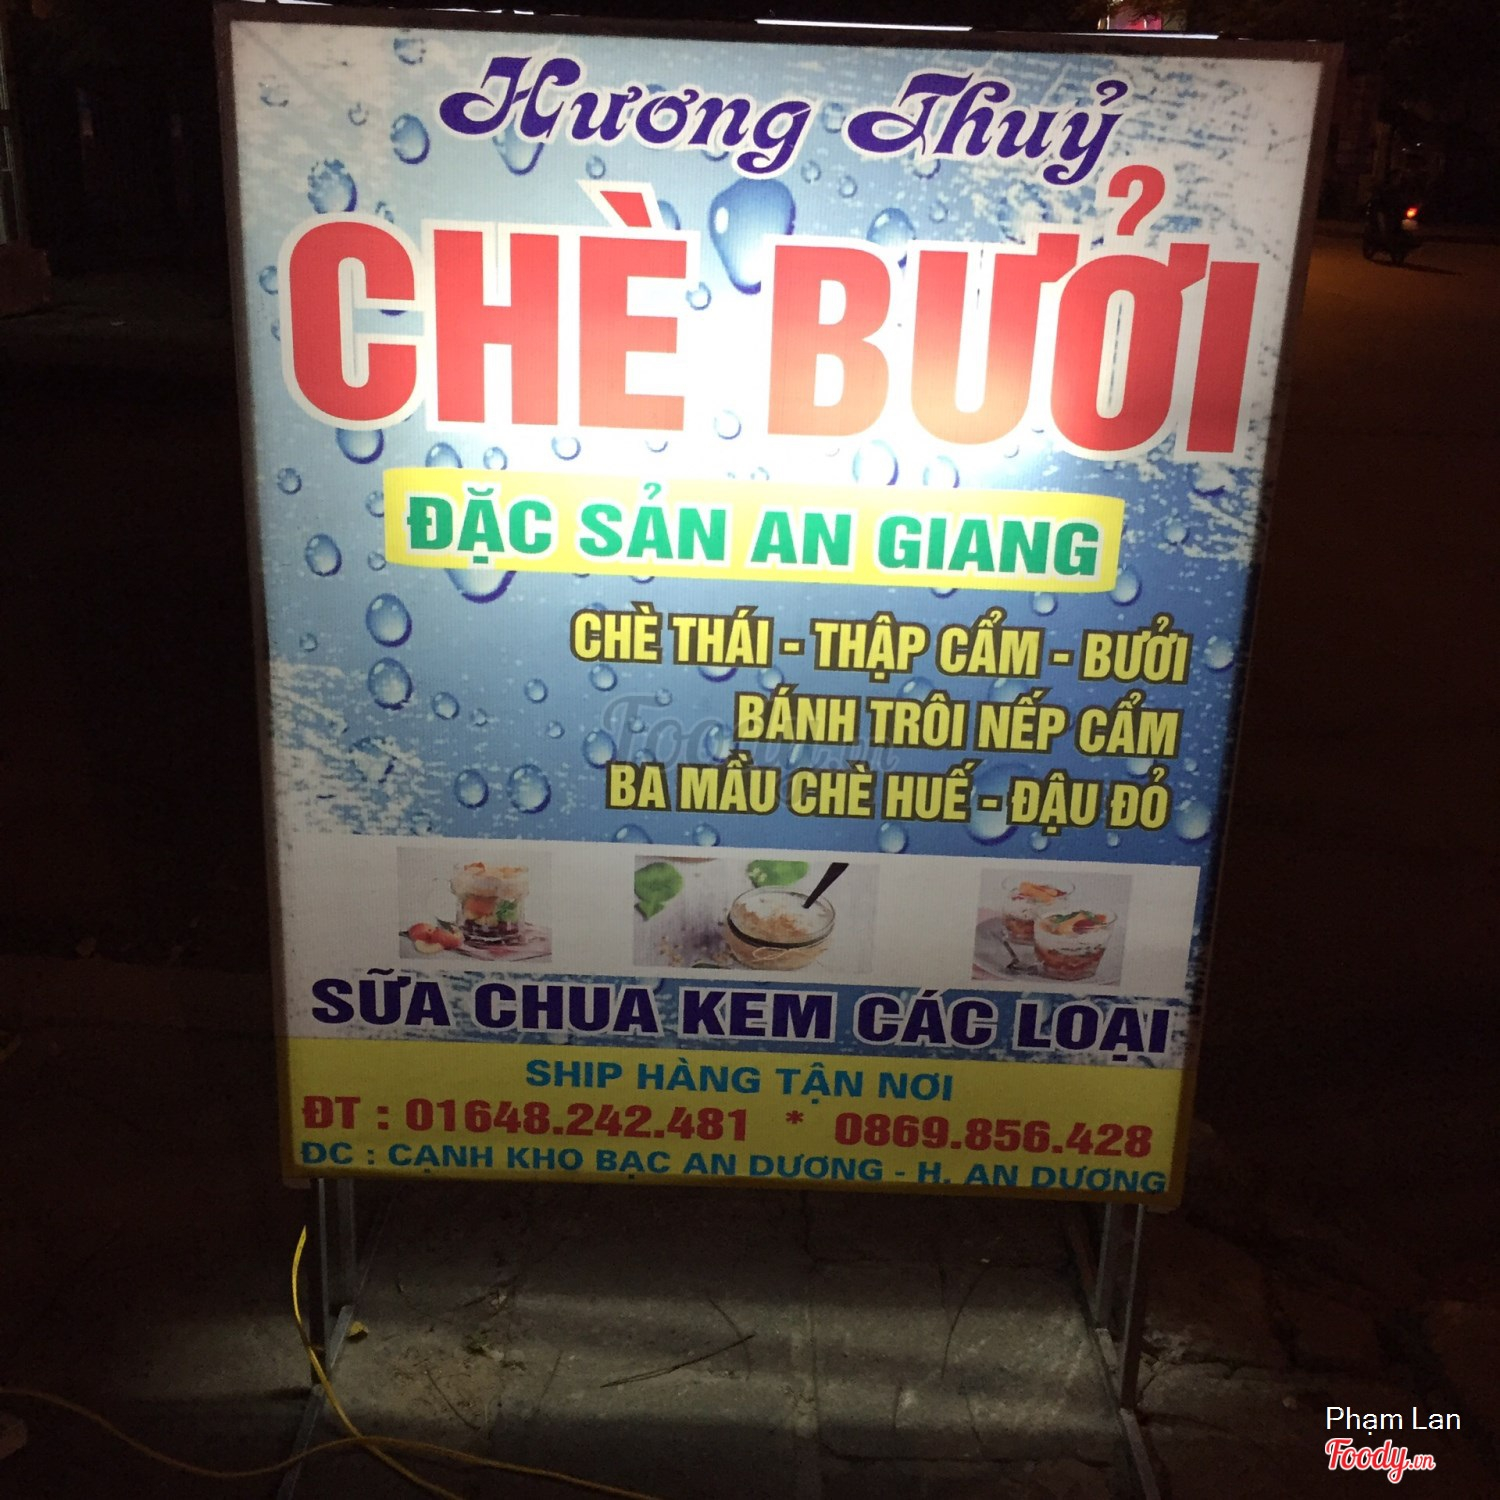 Hương Thuỷ
CHÈ BƯỞI
ĐẶC SẢN AN GIANG
CHÈ THÁI - THẬP CẨM - BƯỞI
BÁNH TRÔI NẾP CẨM
BA MẦU CHÈ HUẾ - ĐẬU ĐỎ
SỮA CHUA KEM CÁC LOẠI
SHIP HÀNG TẬN NƠI
ĐT : 01648.242.481 * 0869.856.428
ĐC : CẠNH KHO BẠC AN DƯƠNG - H. AN DƯƠNG
Foody.vn
Phạm Lan
Foody.vn